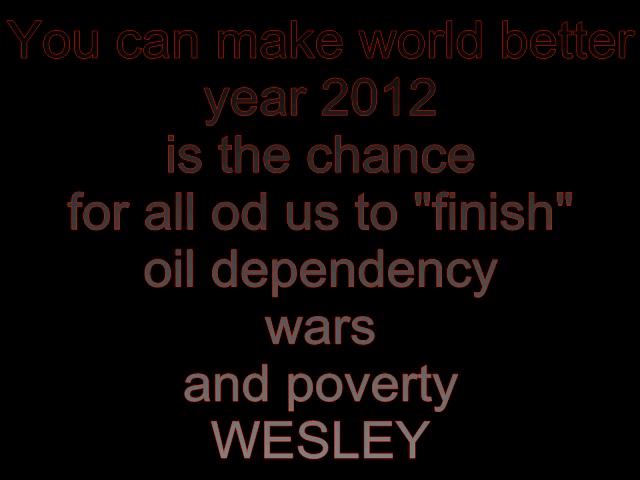 You can make world better
year 2012
is the chance
for all od us to "finish"
oil dependency
wars
and poverty
WESLEY